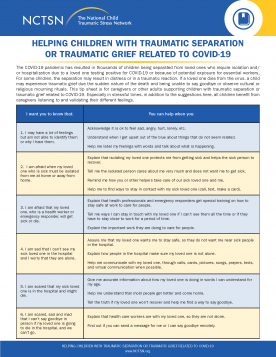 NCTSN
The National Child
Traumatic Stress Network
HELPING CHILDREN WITH TRAUMATIC SEPARATION
OR TRAUMATIC GRIEF RELATED TO COVID-19
The COVID-19 pandemic has resulted in thousands of children being separated from loved ones who require isolation and/
or hospitalization due to a loved one testing positive for COVID-19 or because of potential exposure for essential workers.
For some children, the separation may result in distress or a traumatic reaction. If a loved one dies from the virus, a child
may experience traumatic grief due the sudden nature of the death and being unable to say goodbye or observe cultural or
religious mourning rituals. This tip sheet is for caregivers or other adults supporting children with traumatic separation or
traumatic grief related to COVID-19. Especially in stressful times, in addition to the suggestions here, all children benefit from
caregivers listening to and validating their different feelings.
I want you to know that:
You can help me when you:
1. I may have a lot of feelings
but am not able to identify them
or why I have them.
Acknowledge it is ok to feel sad, angry, hurt, lonely, etc.
Understand when I get upset out of the blue about things that do not seem related.
Help me label my feelings with words and talk about what is happening.
2. I am afraid when my loved
one who is sick must be isolated
from me at home or away from
home.
Explain that isolating my loved one protects me from getting sick and helps the sick person to
recover.
Tell me the isolated person cares about me very much and does not want me to get sick.
Remind me how you or other helpers take care of our sick loved one and me.
Help me to find ways to stay in contact with my sick loved one (call, text, make a card).
3. I am afraid my loved
one, who is a health worker or
emergency responder, will get
sick or die.
Explain that health professionals and emergency responders get special training on how to
stay safe at work to care for people.
Tell me ways I can stay in touch with my loved one if I can't see them all the time or if they
have to stay close to work for a period of time.
Explain the important work they are doing to care for people.
4. I am sad that I can't see my
sick loved one in the hospital
and I worry that they are alone.
Assure me that my loved one wants me to stay safe, so they do not want me near sick people
in the hospital.
Explain how people in the hospital make sure my loved one is not alone.
Help me communicate with my loved one, through calls, cards, pictures, songs, prayers, texts,
and virtual communication when possible.
5. I am scared that my sick loved
one is in the hospital and might
die.
Give me accurate information about how my loved one is doing in words I can understand for
my age.
Help me understand that most people get better and come home.
Tell the truth if my loved one won't recover and help me find a way to say goodbye.
6. I am scared, and sad
that I can't say goodbye in
person if my loved one is going
to die in the hospital, and we
can't go.
Explain that health care workers are with my loved one, so they are not alone.
Find out if you can send a message for me or I can say goodbye remotely.
HELPING CHILDREN WITH TRAUMATIC SEPARATION OR TRAUMATIC GRIEF RELATED TO COVID-19
www.NCTSN.org